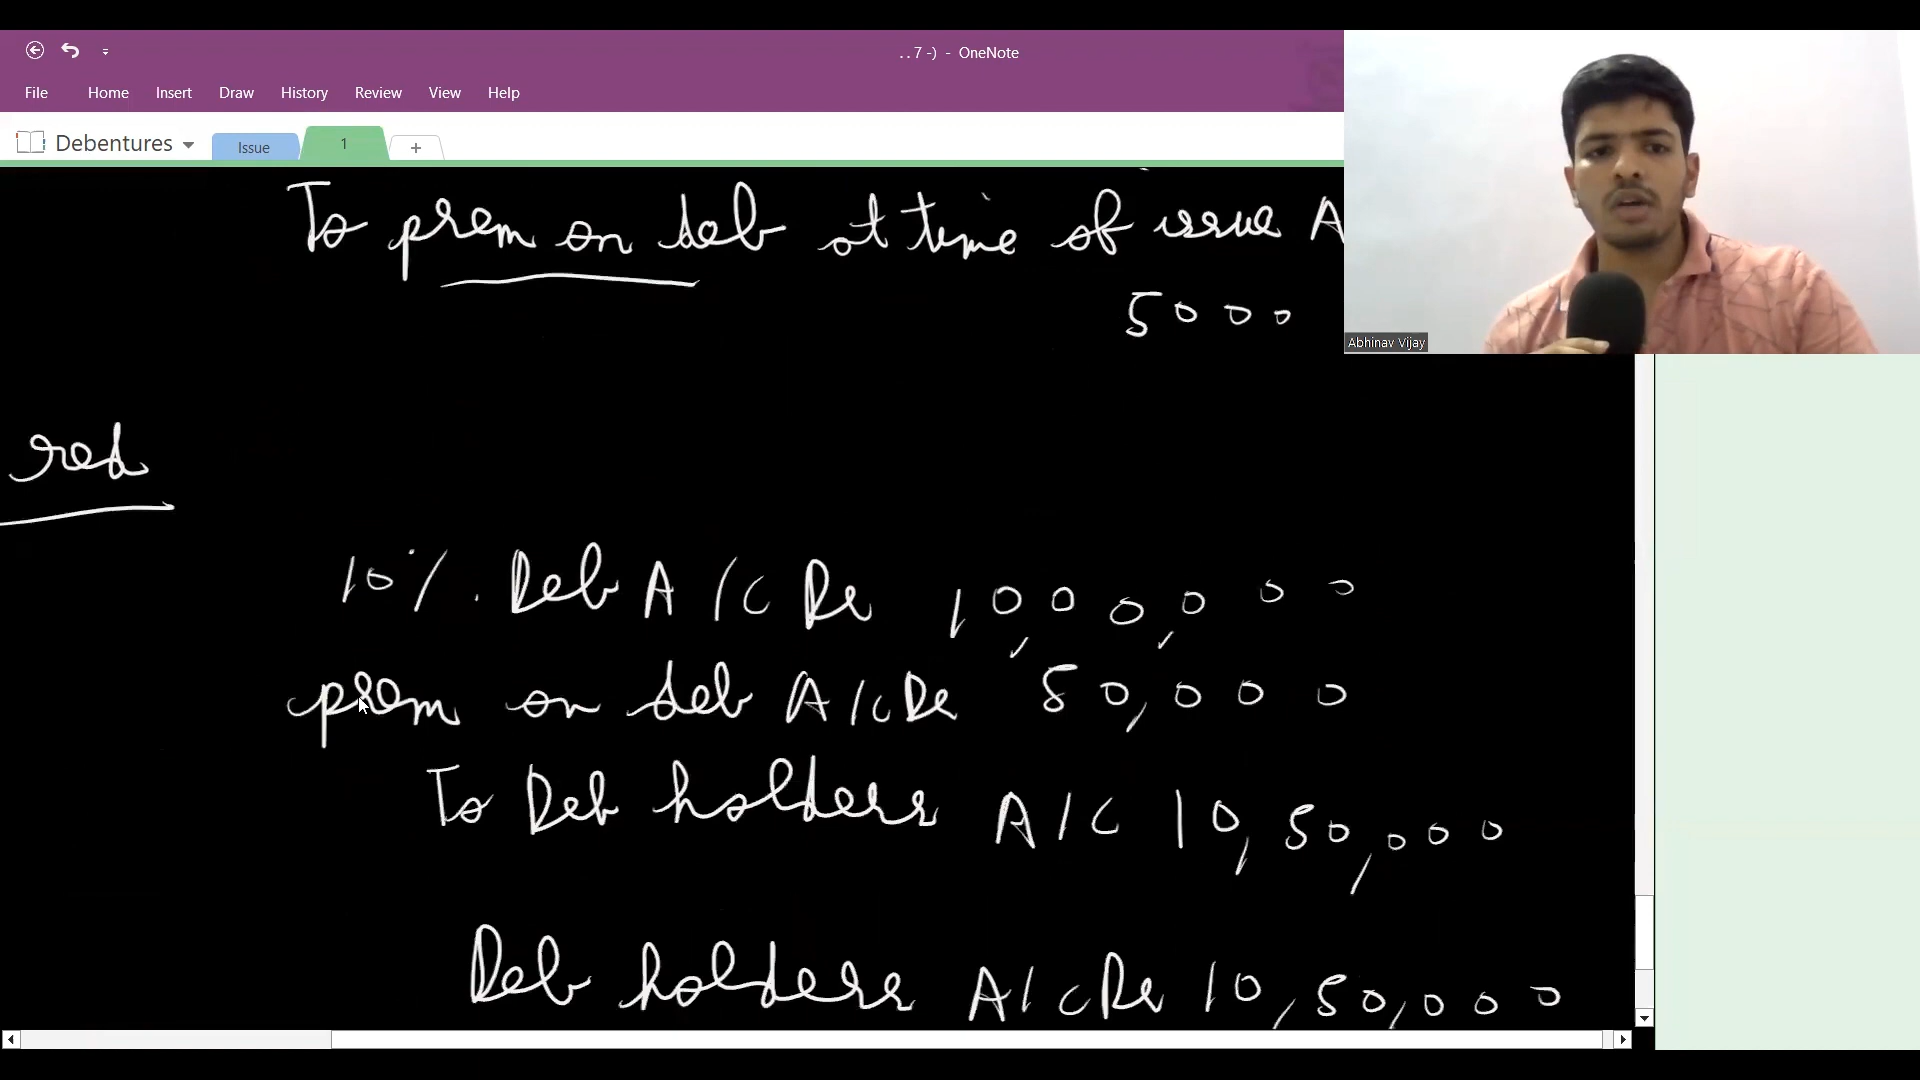 . . 7 -) - OneNote
File Home Insert Draw History Review View Help
Debentures Issue 1 +
To prem on deb at time of issue A
5000
Abhinav Vijay
red
10%. Deb A/C Dr 10,00,000
prem on deb A/C Dr 50,000
To Deb holders A/C 10,50,000
Deb holders A/C Dr 10,50,000